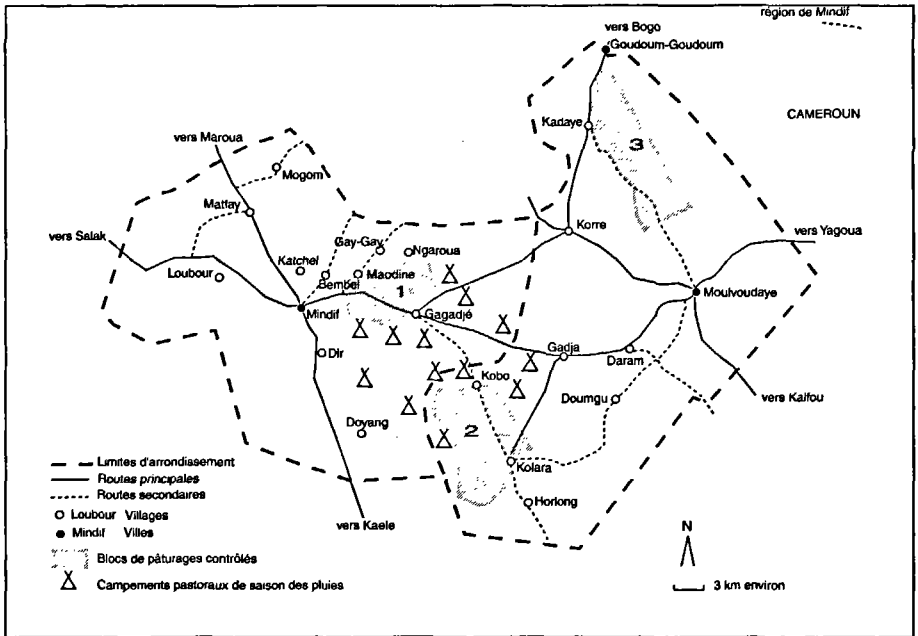 région de Mindif
vers Bogo
Goudoum-Goudoum
CAMEROUN
Kadaye
3
vers Maroua
Mogom
Matfay
vers Salak
Korre
vers Yagoua
Gay-Gay
Ngaroua
Katchel
Maodine
Loubour
Bembel
1
Moulvoudaye
Mindif
Gagadjé
Dir
Gadja
Daram
Kobo
Doumgu
vers Kaifou
Doyang
2
Kolara
Limites d'arrondissement
Routes principales
Routes secondaires
Horlong
Loubour Villages
vers Kaele
Mindif Villes
N
Blocs de pâturages contrôlés
Campements pastoraux de saison des pluies
3 km environ